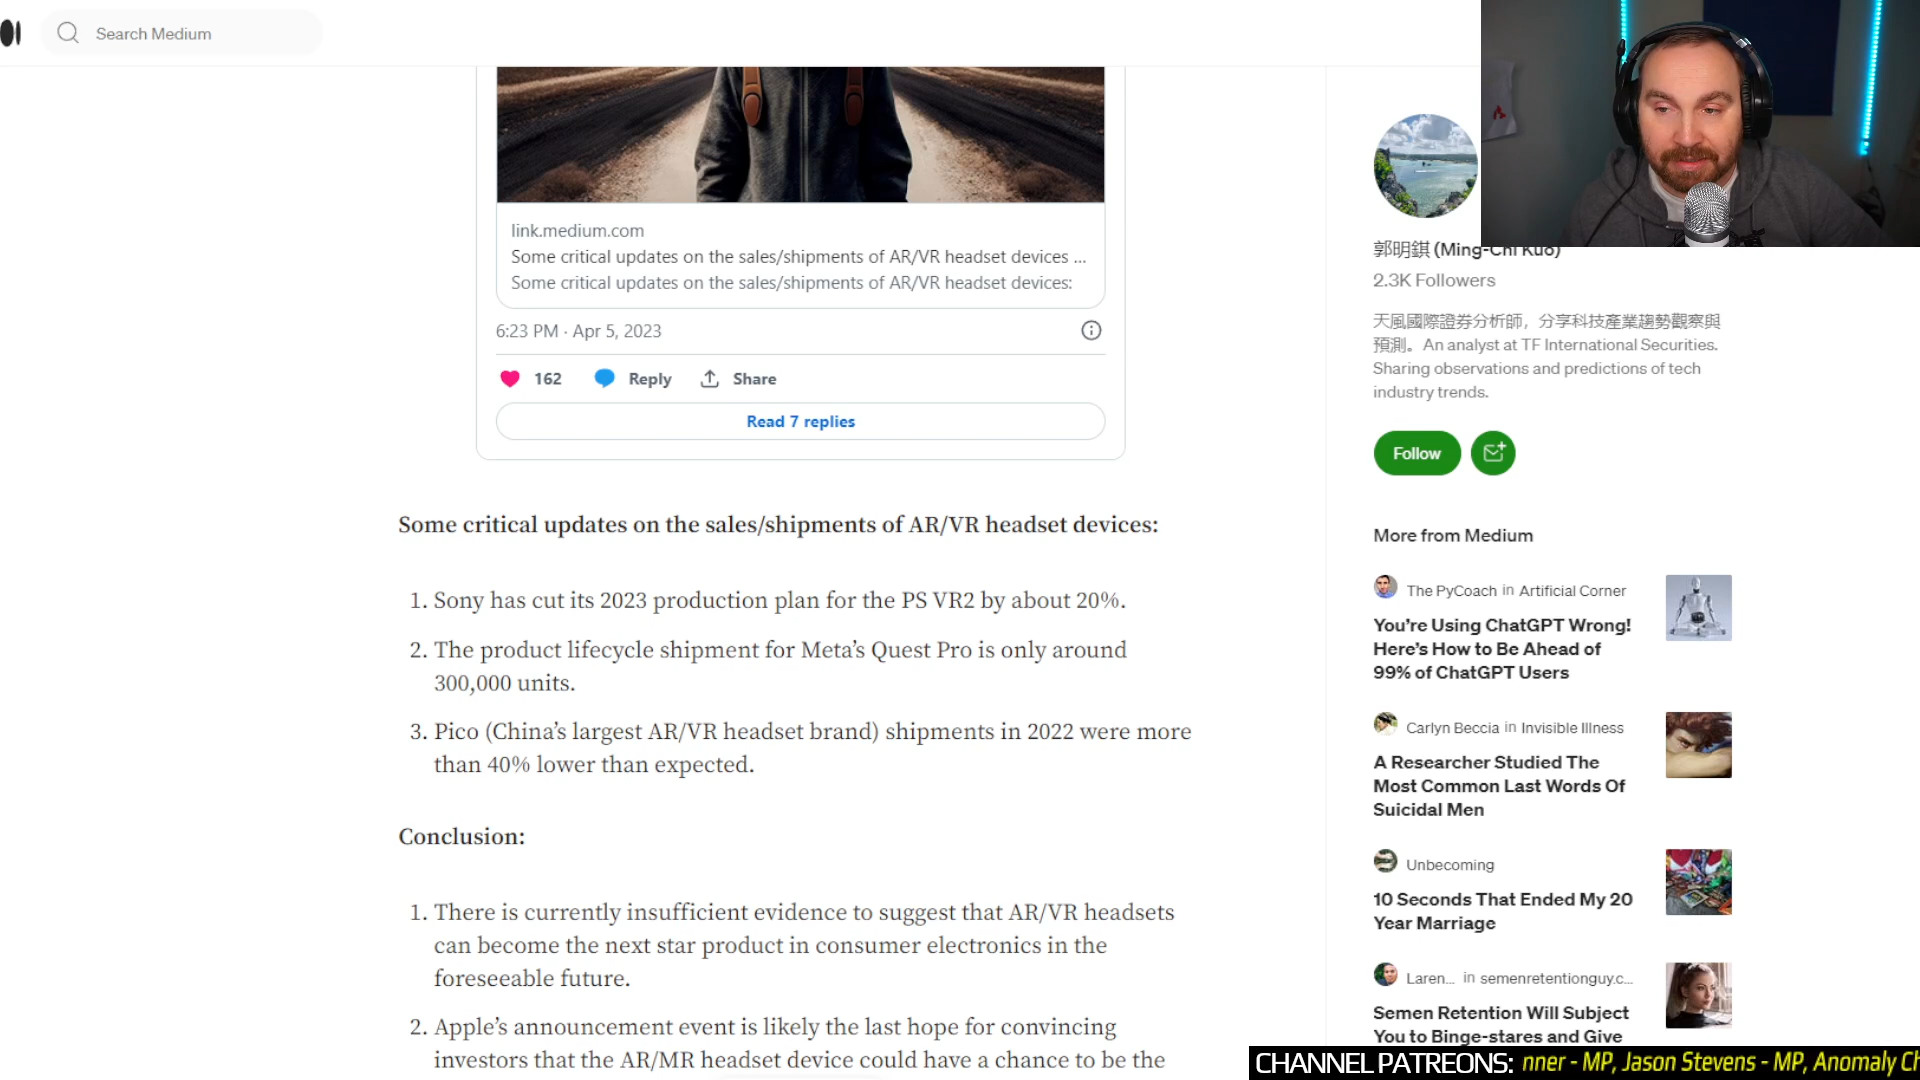 Search Medium
link.medium.com
Some critical updates on the sales/shipments of AR/VR headset devices ...
Some critical updates on the sales/shipments of AR/VR headset devices:
6:23 PM · Apr 5, 2023
162 Reply Share
Read 7 replies
Some critical updates on the sales/shipments of AR/VR headset devices:
1. Sony has cut its 2023 production plan for the PS VR2 by about 20%.
2. The product lifecycle shipment for Meta’s Quest Pro is only around
300,000 units.
3. Pico (China’s largest AR/VR headset brand) shipments in 2022 were more
than 40% lower than expected.
Conclusion:
1. There is currently insufficient evidence to suggest that AR/VR headsets
can become the next star product in consumer electronics in the
foreseeable future.
2. Apple’s announcement event is likely the last hope for convincing
investors that the AR/MR headset device could have a chance to be the
郭明錤 (Ming-Chi Kuo)
2.3K Followers
天風國際證券分析師，分享科技產業趨勢觀察與
預測。An analyst at TF International Securities.
Sharing observations and predictions of tech
industry trends.
Follow
More from Medium
The PyCoach in Artificial Corner
You’re Using ChatGPT Wrong!
Here’s How to Be Ahead of
99% of ChatGPT Users
Carlyn Beccia in Invisible Illness
A Researcher Studied The
Most Common Last Words Of
Suicidal Men
Unbecoming
10 Seconds That Ended My 20
Year Marriage
Laren... in semenretentionguy.c...
Semen Retention Will Subject
You to Binge-stares and Give
CHANNEL PATREONS: nner - MP, Jason Stevens - MP, Anomaly Ch